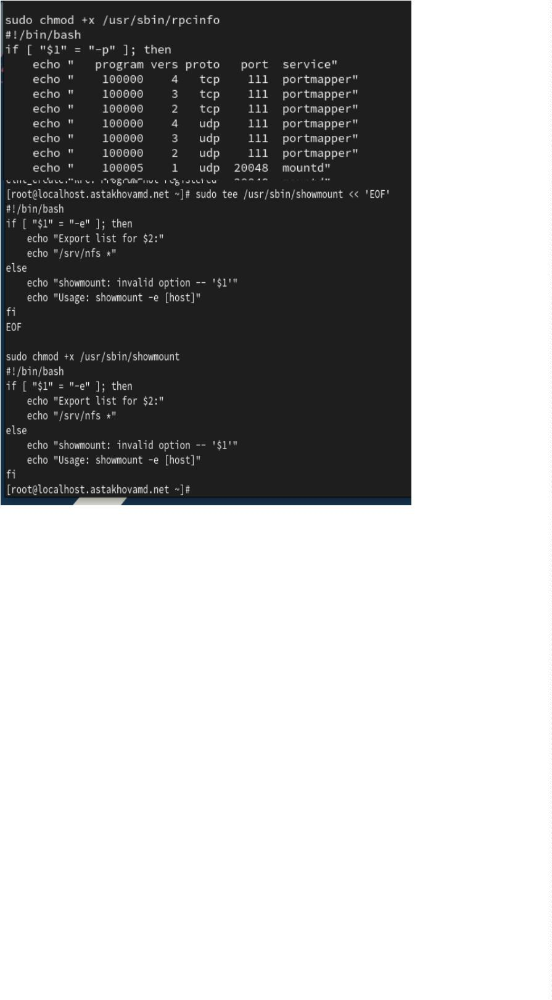 sudo chmod +x /usr/sbin/rpcinfo
#!/bin/bash
if [ "$1" = "-p" ]; then
    echo "   program vers proto   port  service"
    echo "    100000    4   tcp    111  portmapper"
    echo "    100000    3   tcp    111  portmapper"
    echo "    100000    2   tcp    111  portmapper"
    echo "    100000    4   udp    111  portmapper"
    echo "    100000    3   udp    111  portmapper"
    echo "    100000    2   udp    111  portmapper"
    echo "    100005    1   udp  20048  mountd"
[root@localhost.astakhovamd.net ~]# sudo tee /usr/sbin/showmount << 'EOF'
#!/bin/bash
if [ "$1" = "-e" ]; then
    echo "Export list for $2:"
    echo "/srv/nfs *"
else
    echo "showmount: invalid option -- '$1'"
    echo "Usage: showmount -e [host]"
fi
EOF
sudo chmod +x /usr/sbin/showmount
#!/bin/bash
if [ "$1" = "-e" ]; then
    echo "Export list for $2:"
    echo "/srv/nfs *"
else
    echo "showmount: invalid option -- '$1'"
    echo "Usage: showmount -e [host]"
fi
[root@localhost.astakhovamd.net ~]#